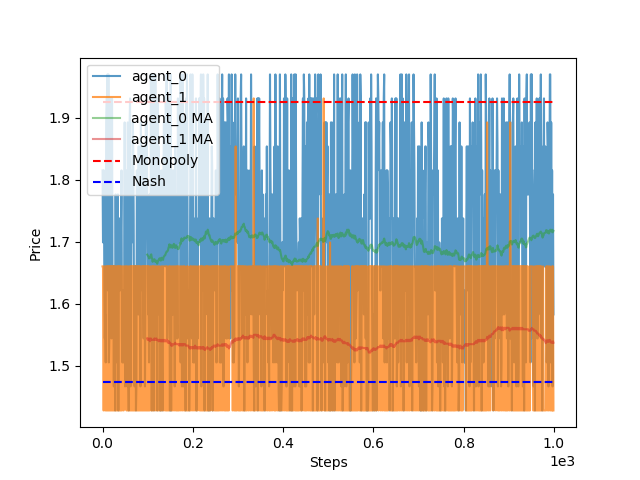 agent_0
agent_1
agent_0 MA
agent_1 MA
Monopoly
Nash
Price
1.9
1.8
1.7
1.6
1.5
0.0 0.2 0.4 0.6 0.8 1.0
Steps
1e3